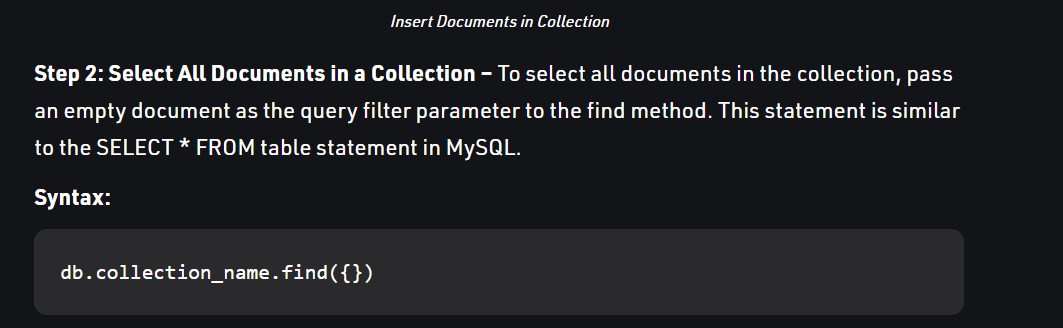 Insert Documents in Collection
Step 2: Select All Documents in a Collection – To select all documents in the collection, pass
an empty document as the query filter parameter to the find method. This statement is similar
to the SELECT * FROM table statement in MySQL.
Syntax:
db.collection_name.find({})